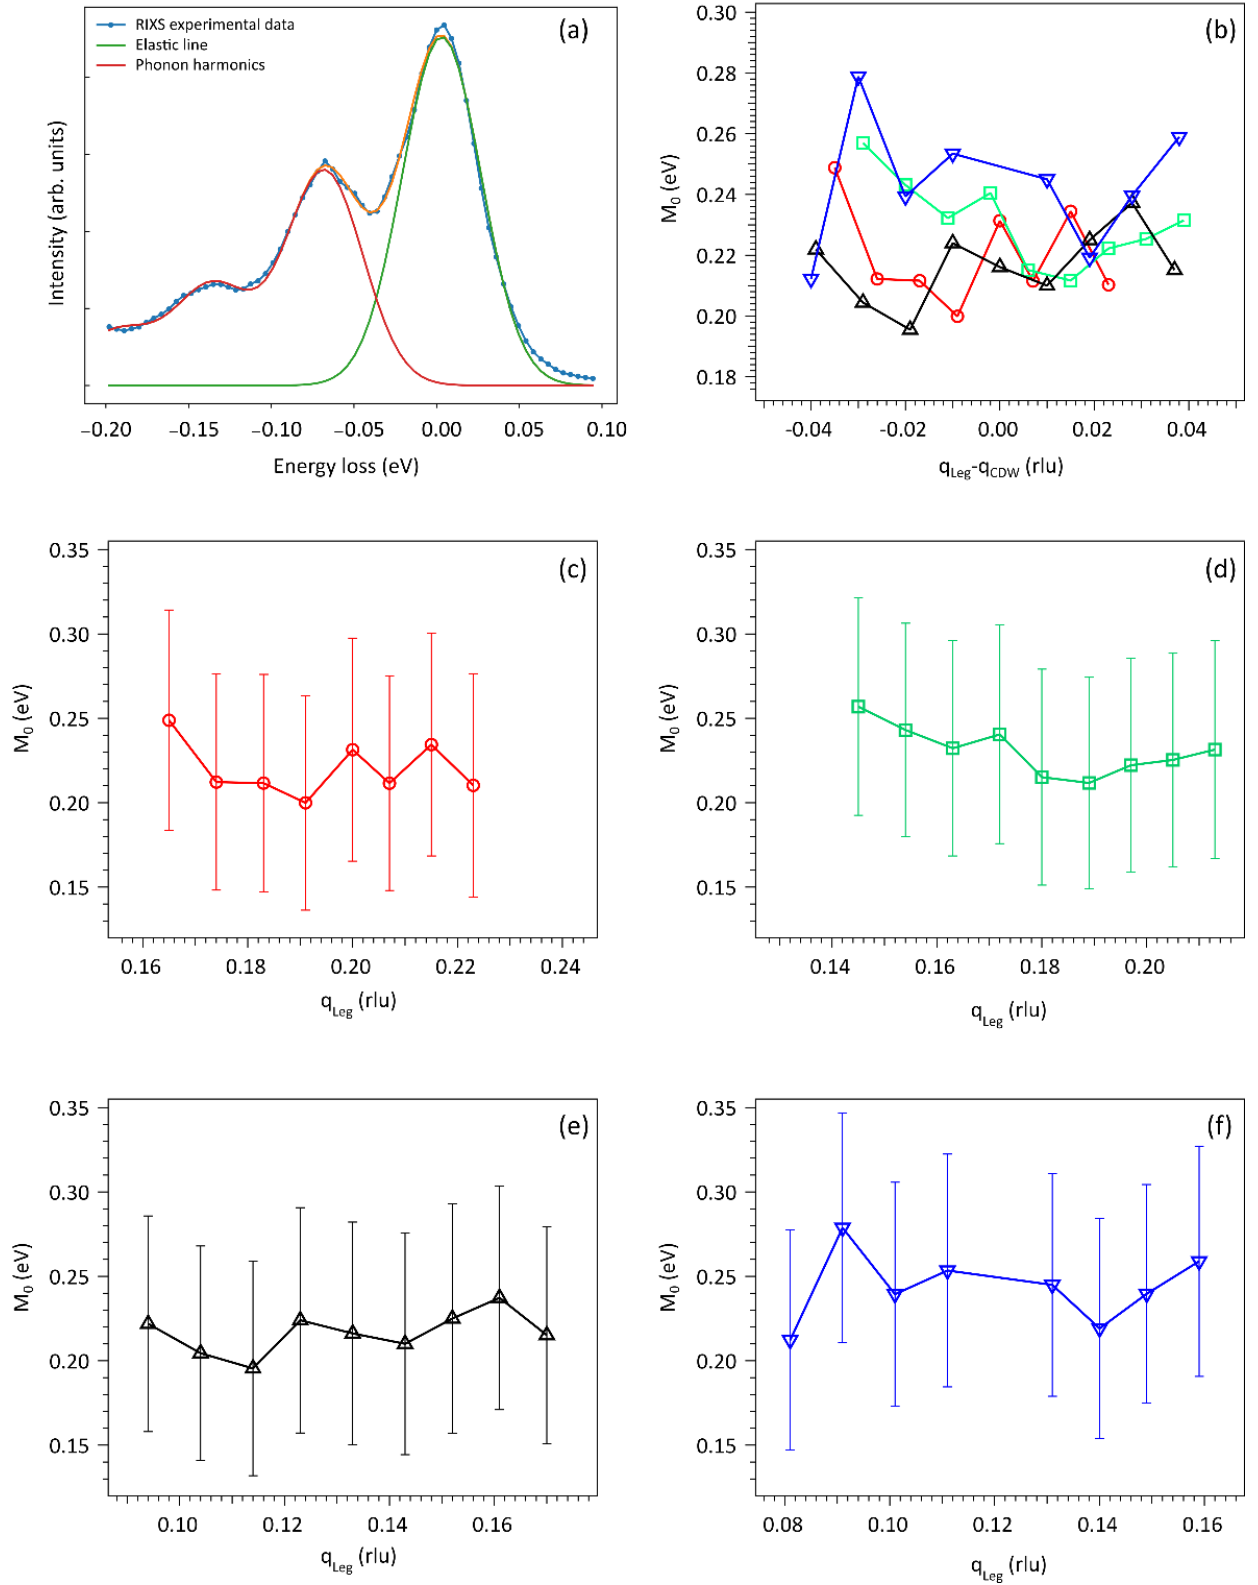 RIXS experimental data
Elastic line
Phonon harmonics
(a)
Intensity (arb. units)
−0.20 −0.15 −0.10 −0.05 0.00 0.05 0.10
Energy loss (eV)
(b)
M0 (eV)
0.30
0.28
0.26
0.24
0.22
0.20
0.18
-0.04 -0.02 0.00 0.02 0.04
qLeg-qCDW (rlu)
(c)
M0 (eV)
0.35
0.30
0.25
0.20
0.15
0.16 0.18 0.20 0.22 0.24
qLeg (rlu)
(d)
M0 (eV)
0.35
0.30
0.25
0.20
0.15
0.14 0.16 0.18 0.20
qLeg (rlu)
(e)
M0 (eV)
0.35
0.30
0.25
0.20
0.15
0.10 0.12 0.14 0.16
qLeg (rlu)
(f)
M0 (eV)
0.35
0.30
0.25
0.20
0.15
0.08 0.10 0.12 0.14 0.16
qLeg (rlu)